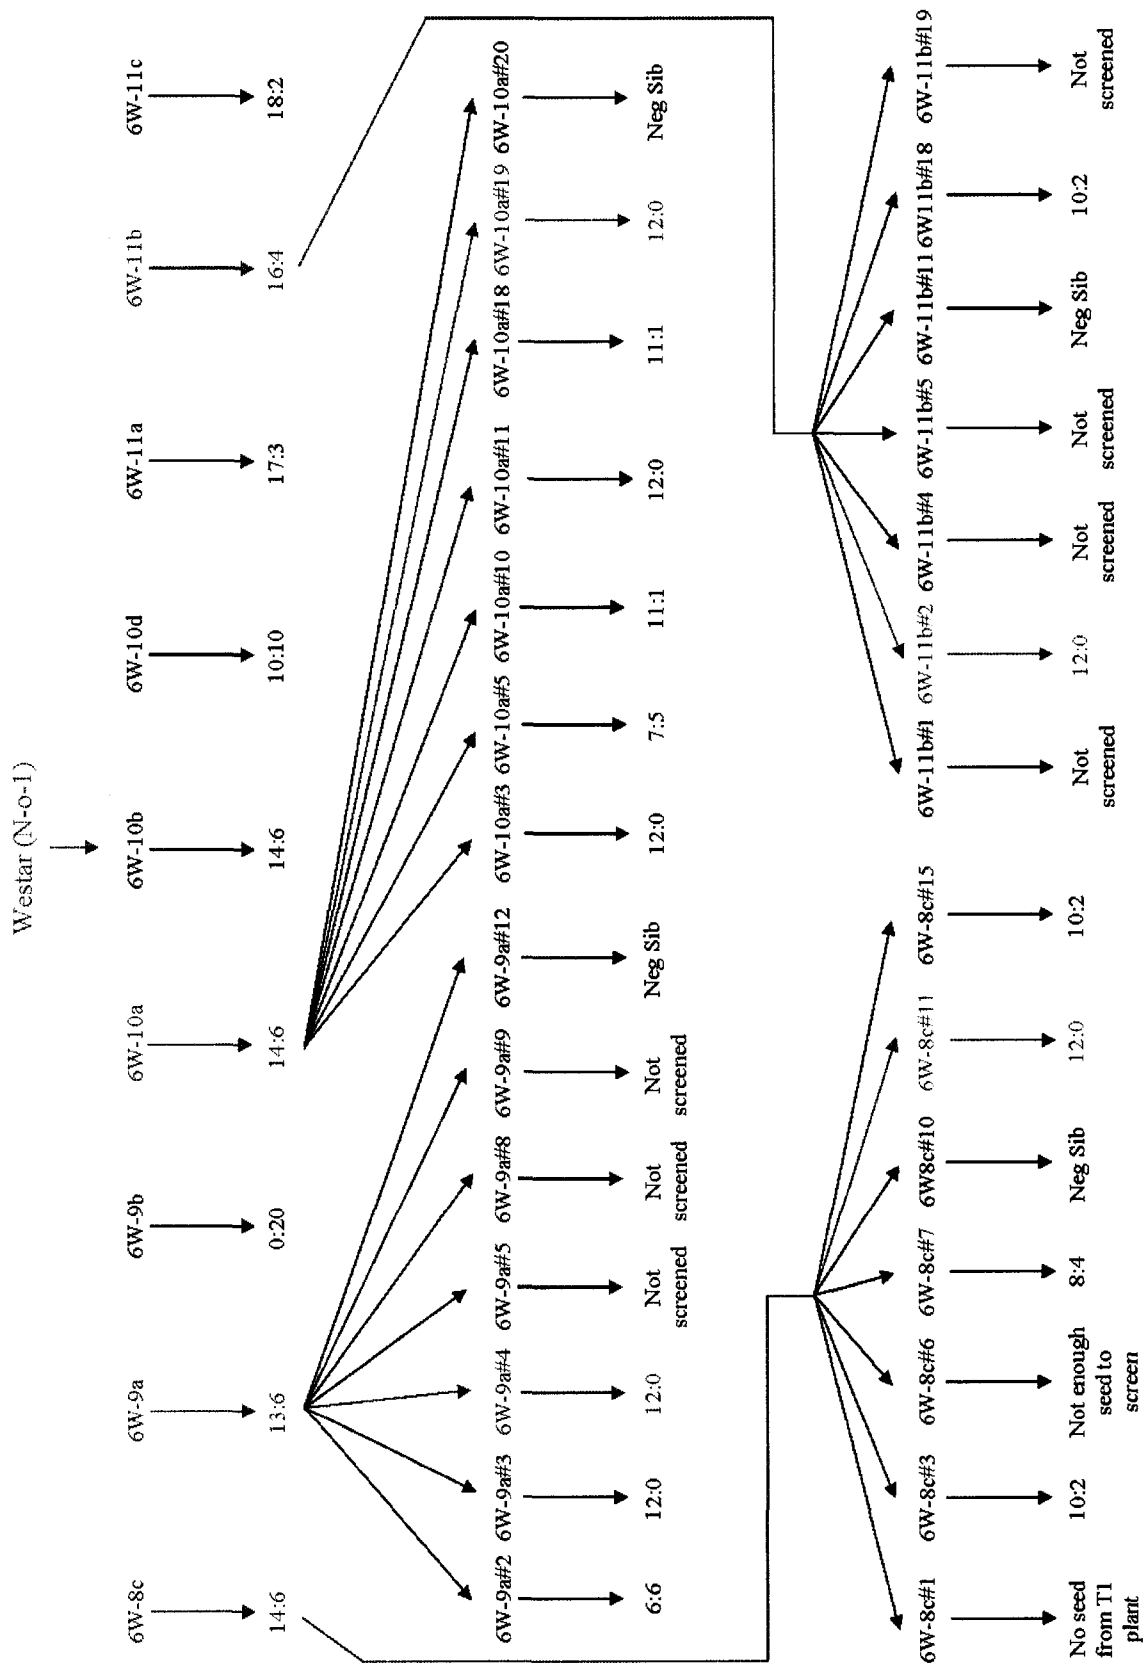 Westar (N-o-1)
6W-8c
6W-9a
6W-9b
6W-10a
6W-10b
6W-10d
6W-11a
6W-11b
6W-11c
14:6
13:6
0:20
14:6
14:6
10:10
17:3
16:4
18:2
6W-9a#2
6W-9a#3
6W-9a#4
6W-9a#5
6W-9a#8
6W-9a#9
6W-9a#12
6W-10a#3
6W-10a#5
6W-10a#10
6W-10a#11
6W-10a#18
6W-10a#19
6W-10a#20
6:6
12:0
12:0
Not
screened
Not
screened
Not
screened
Neg Sib
12:0
7:5
11:1
12:0
11:1
12:0
Neg Sib
6W-8c#1
6W-8c#3
6W-8c#6
6W-8c#7
6W8c#10
6W-8c#11
6W-8c#15
6W-11b#1
6W-11b#2
6W-11b#4
6W-11b#5
6W-11b#11
6W11b#18
6W-11b#19
No seed
from T1
plant
10:2
Not enough
seed to
screen
8:4
Neg Sib
12:0
10:2
Not
screened
12:0
Not
screened
Not
screened
Neg Sib
10:2
Not
screened